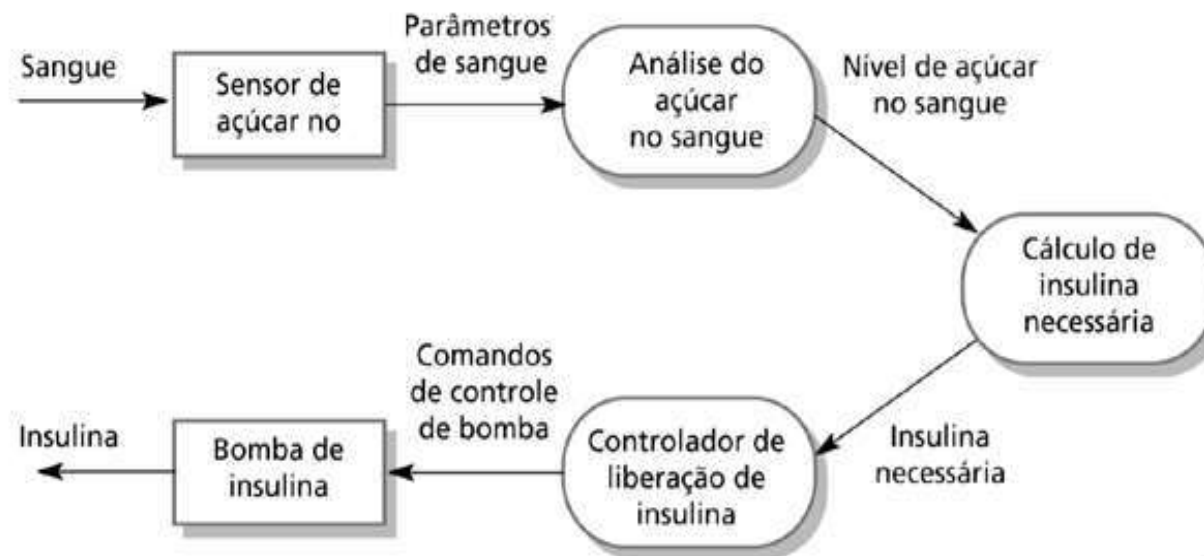 Sangue
Sensor de
açúcar no
Parâmetros
de sangue
Análise do
açúcar
no sangue
Nível de açúcar
no sangue
Cálculo de
insulina
necessária
Insulina
necessária
Controlador de
liberação de
insulina
Comandos
de controle
de bomba
Bomba de
insulina
Insulina